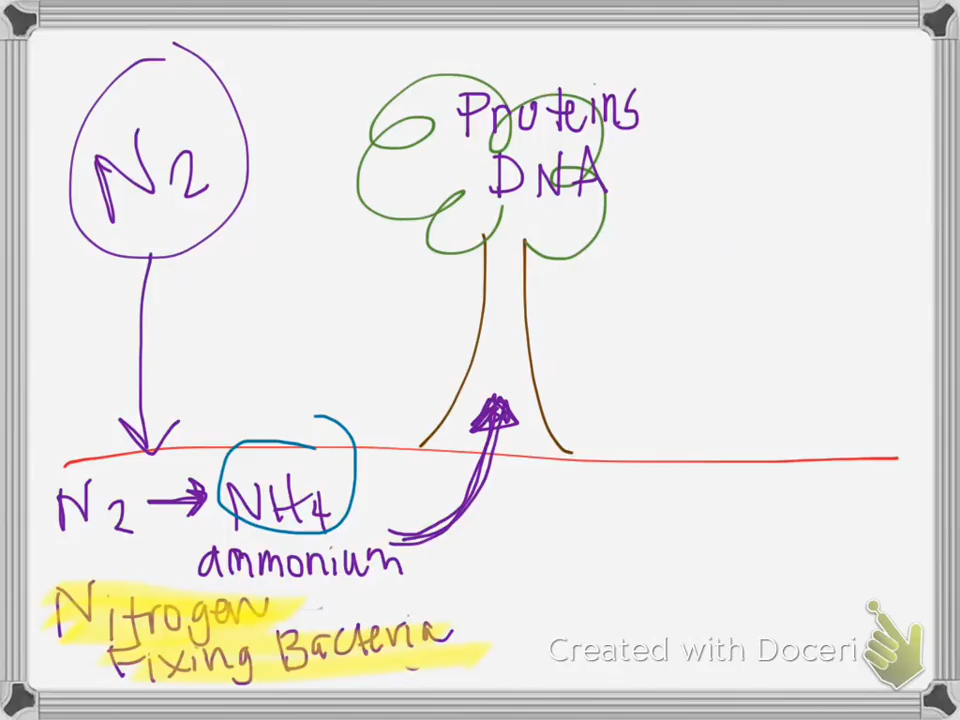 N2
Proteins
DNA
N2 → NH4
ammonium
Nitrogen
Fixing Bacteria
Created with Doceri